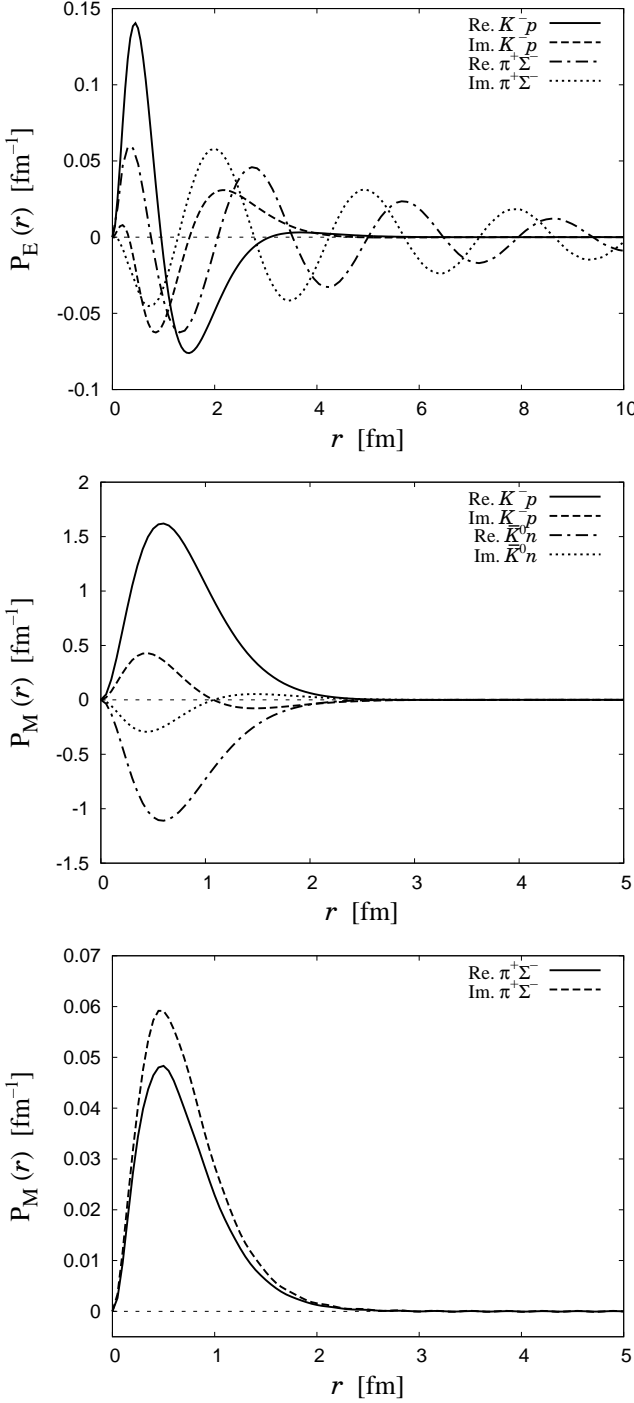 0.15
0.1
0.05
0
-0.05
-0.1
P_E (r) [fm⁻¹]
Re. K⁻p
Im. K⁻p
Re. π⁺Σ⁻
Im. π⁺Σ⁻
0 2 4 6 8 10
r [fm]
2
1.5
1
0.5
0
-0.5
-1
-1.5
P_M (r) [fm⁻¹]
Re. K⁻p
Im. K⁻p
Re. K̅⁰n
Im. K̅⁰n
0 1 2 3 4 5
r [fm]
0.07
0.06
0.05
0.04
0.03
0.02
0.01
0
P_M (r) [fm⁻¹]
Re. π⁺Σ⁻
Im. π⁺Σ⁻
0 1 2 3 4 5
r [fm]